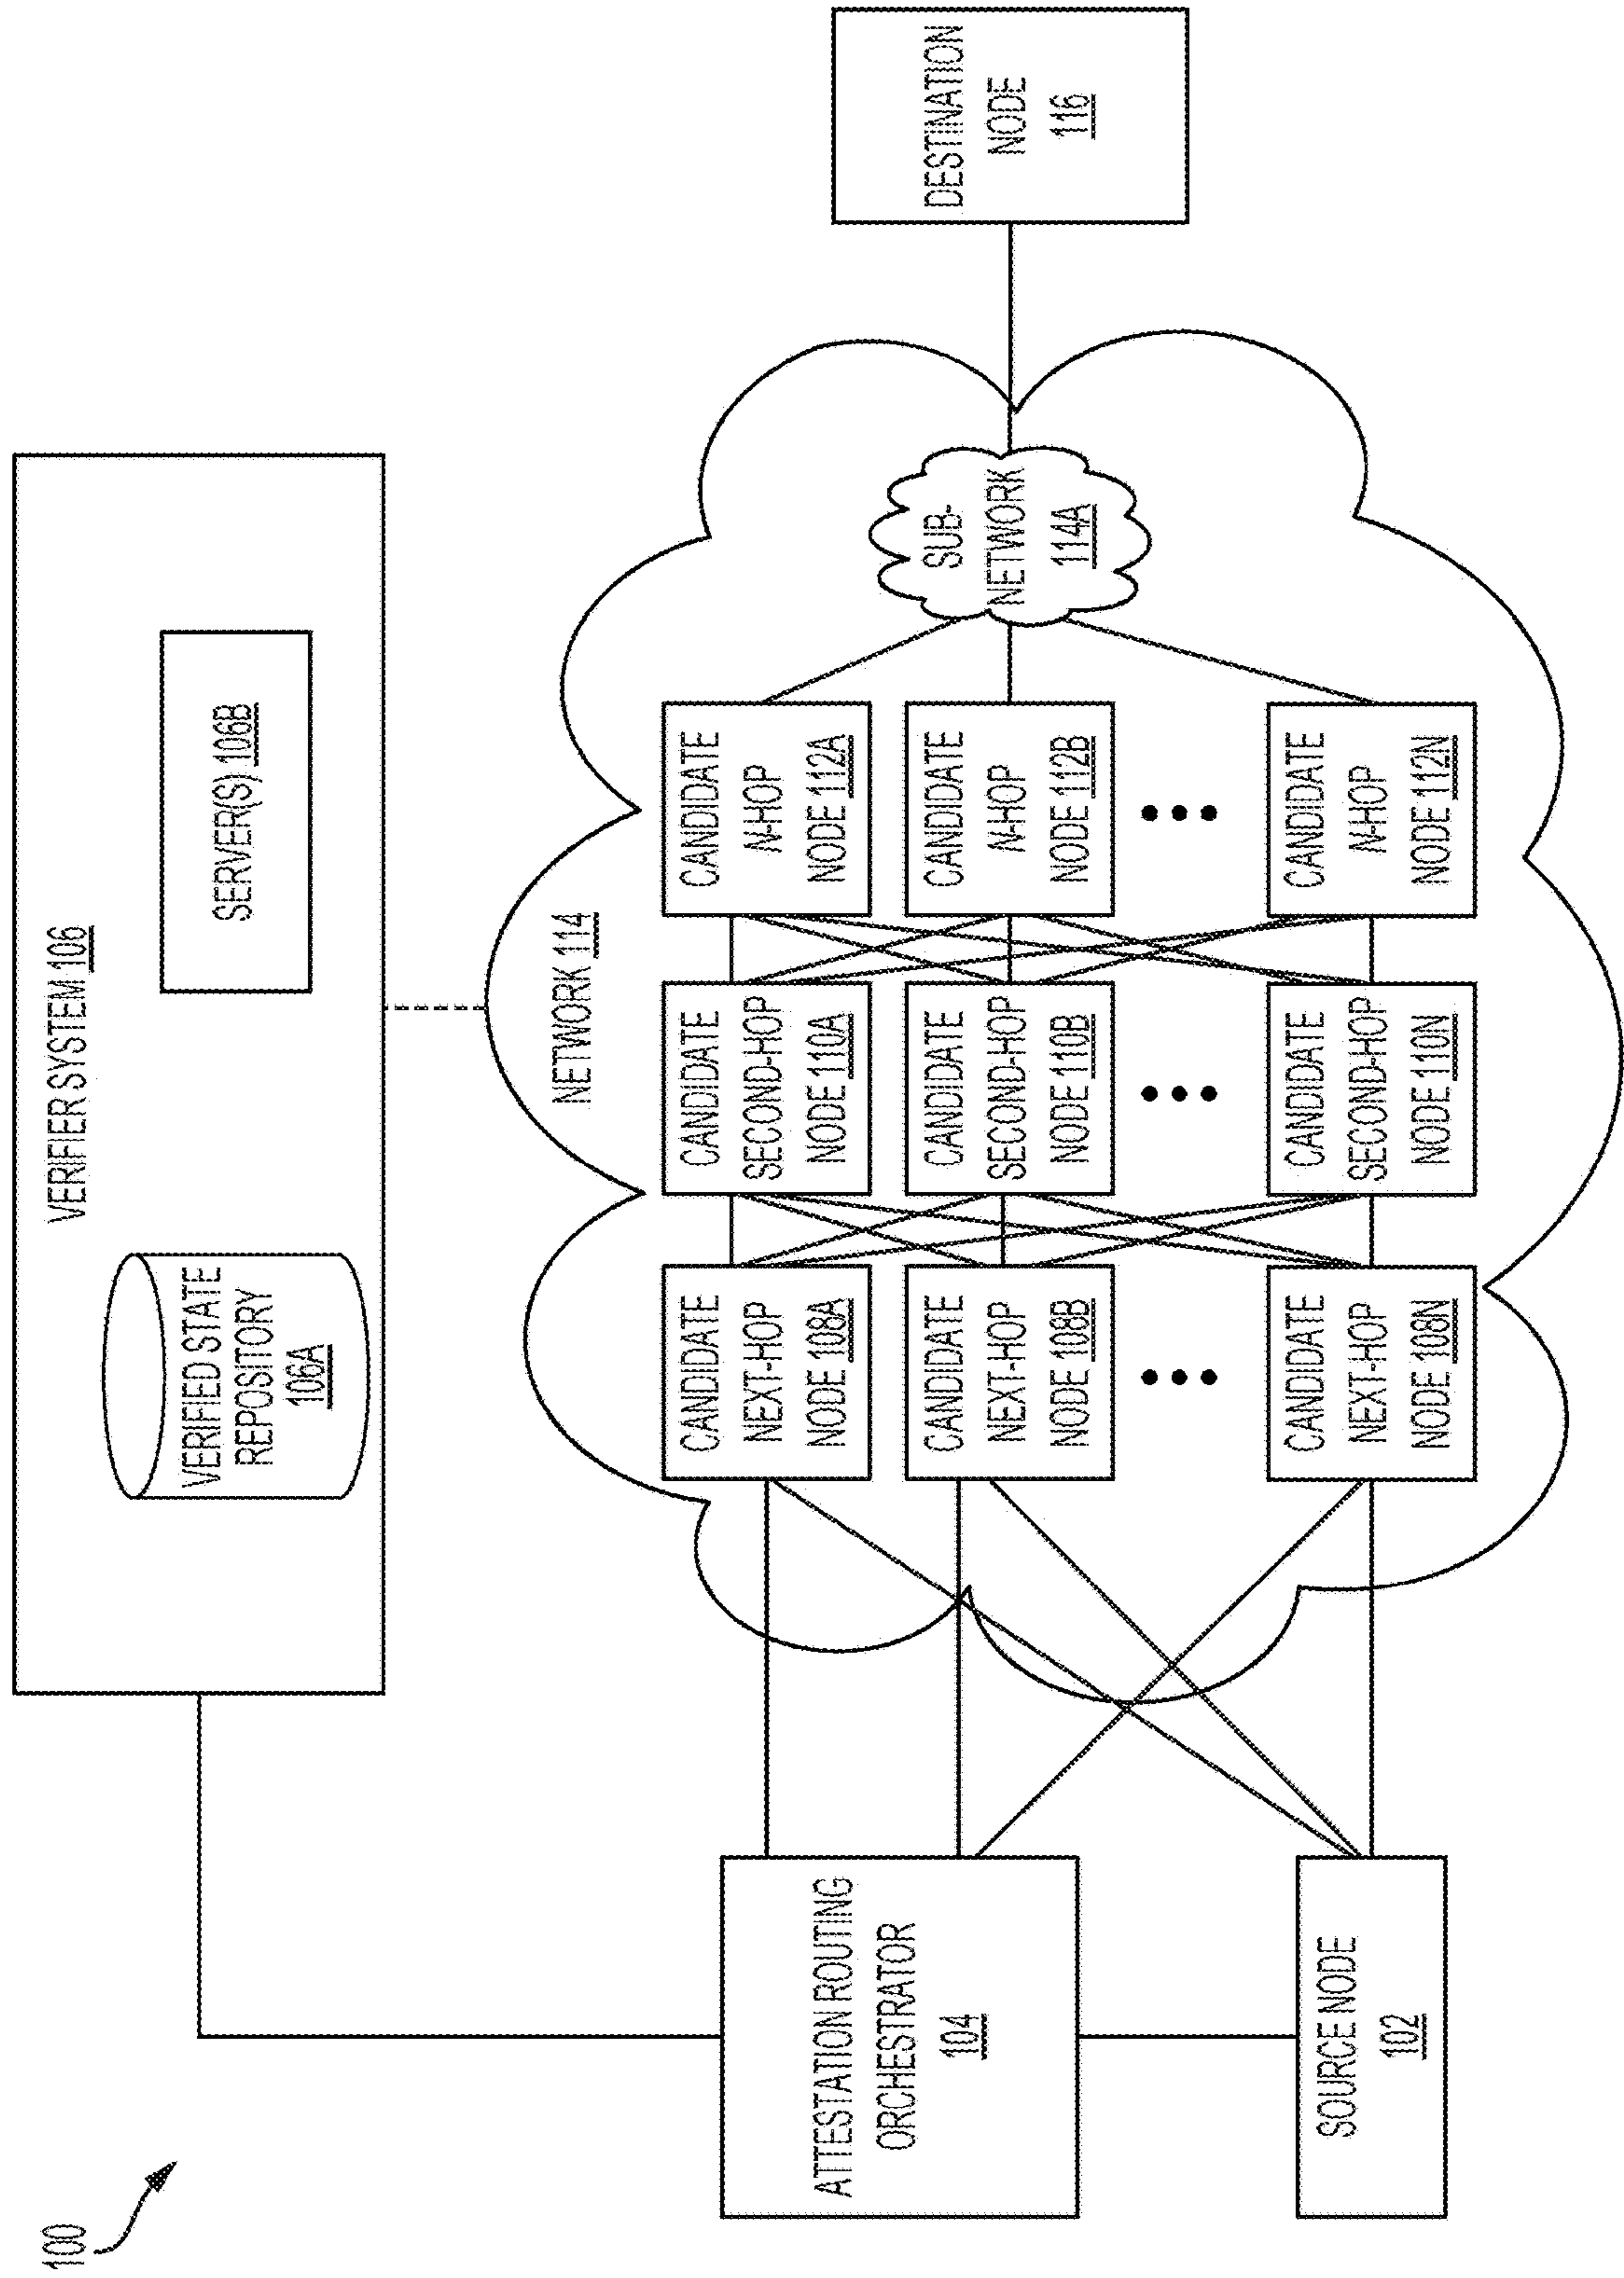 100
VERIFIER SYSTEM 106
VERIFIED STATE
REPOSITORY
106A
SERVER(S) 106B
NETWORK 114
ATTESTATION ROUTING
ORCHESTRATOR
104
SOURCE NODE
102
CANDIDATE
NEXT-HOP
NODE 108A
CANDIDATE
SECOND-HOP
NODE 110A
CANDIDATE
N-HOP
NODE 112A
CANDIDATE
NEXT-HOP
NODE 108B
CANDIDATE
SECOND-HOP
NODE 110B
CANDIDATE
N-HOP
NODE 112B
CANDIDATE
NEXT-HOP
NODE 108N
CANDIDATE
SECOND-HOP
NODE 110N
CANDIDATE
N-HOP
NODE 112N
SUB-
NETWORK
114A
DESTINATION
NODE
116